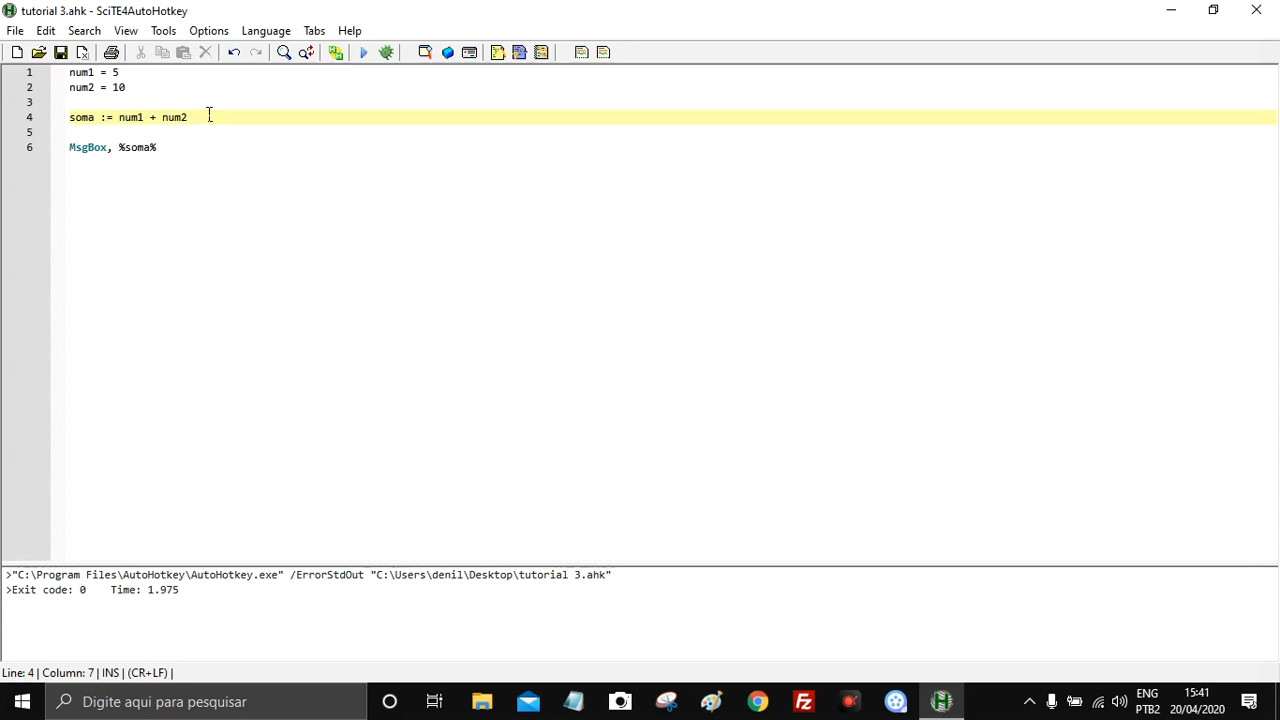 tutorial 3.ahk - SciTE4AutoHotkey
File Edit Search View Tools Options Language Tabs Help
1 num1 = 5
2 num2 = 10
3
4 soma := num1 + num2
5
6 MsgBox, %soma%
>"C:\Program Files\AutoHotkey\AutoHotkey.exe" /ErrorStdOut "C:\Users\denil\Desktop\tutorial 3.ahk"
>Exit code: 0 Time: 1.975
Line: 4 | Column: 7 | INS | (CR+LF) |
Digite aqui para pesquisar
ENG 15:41
PTB2 20/04/2020